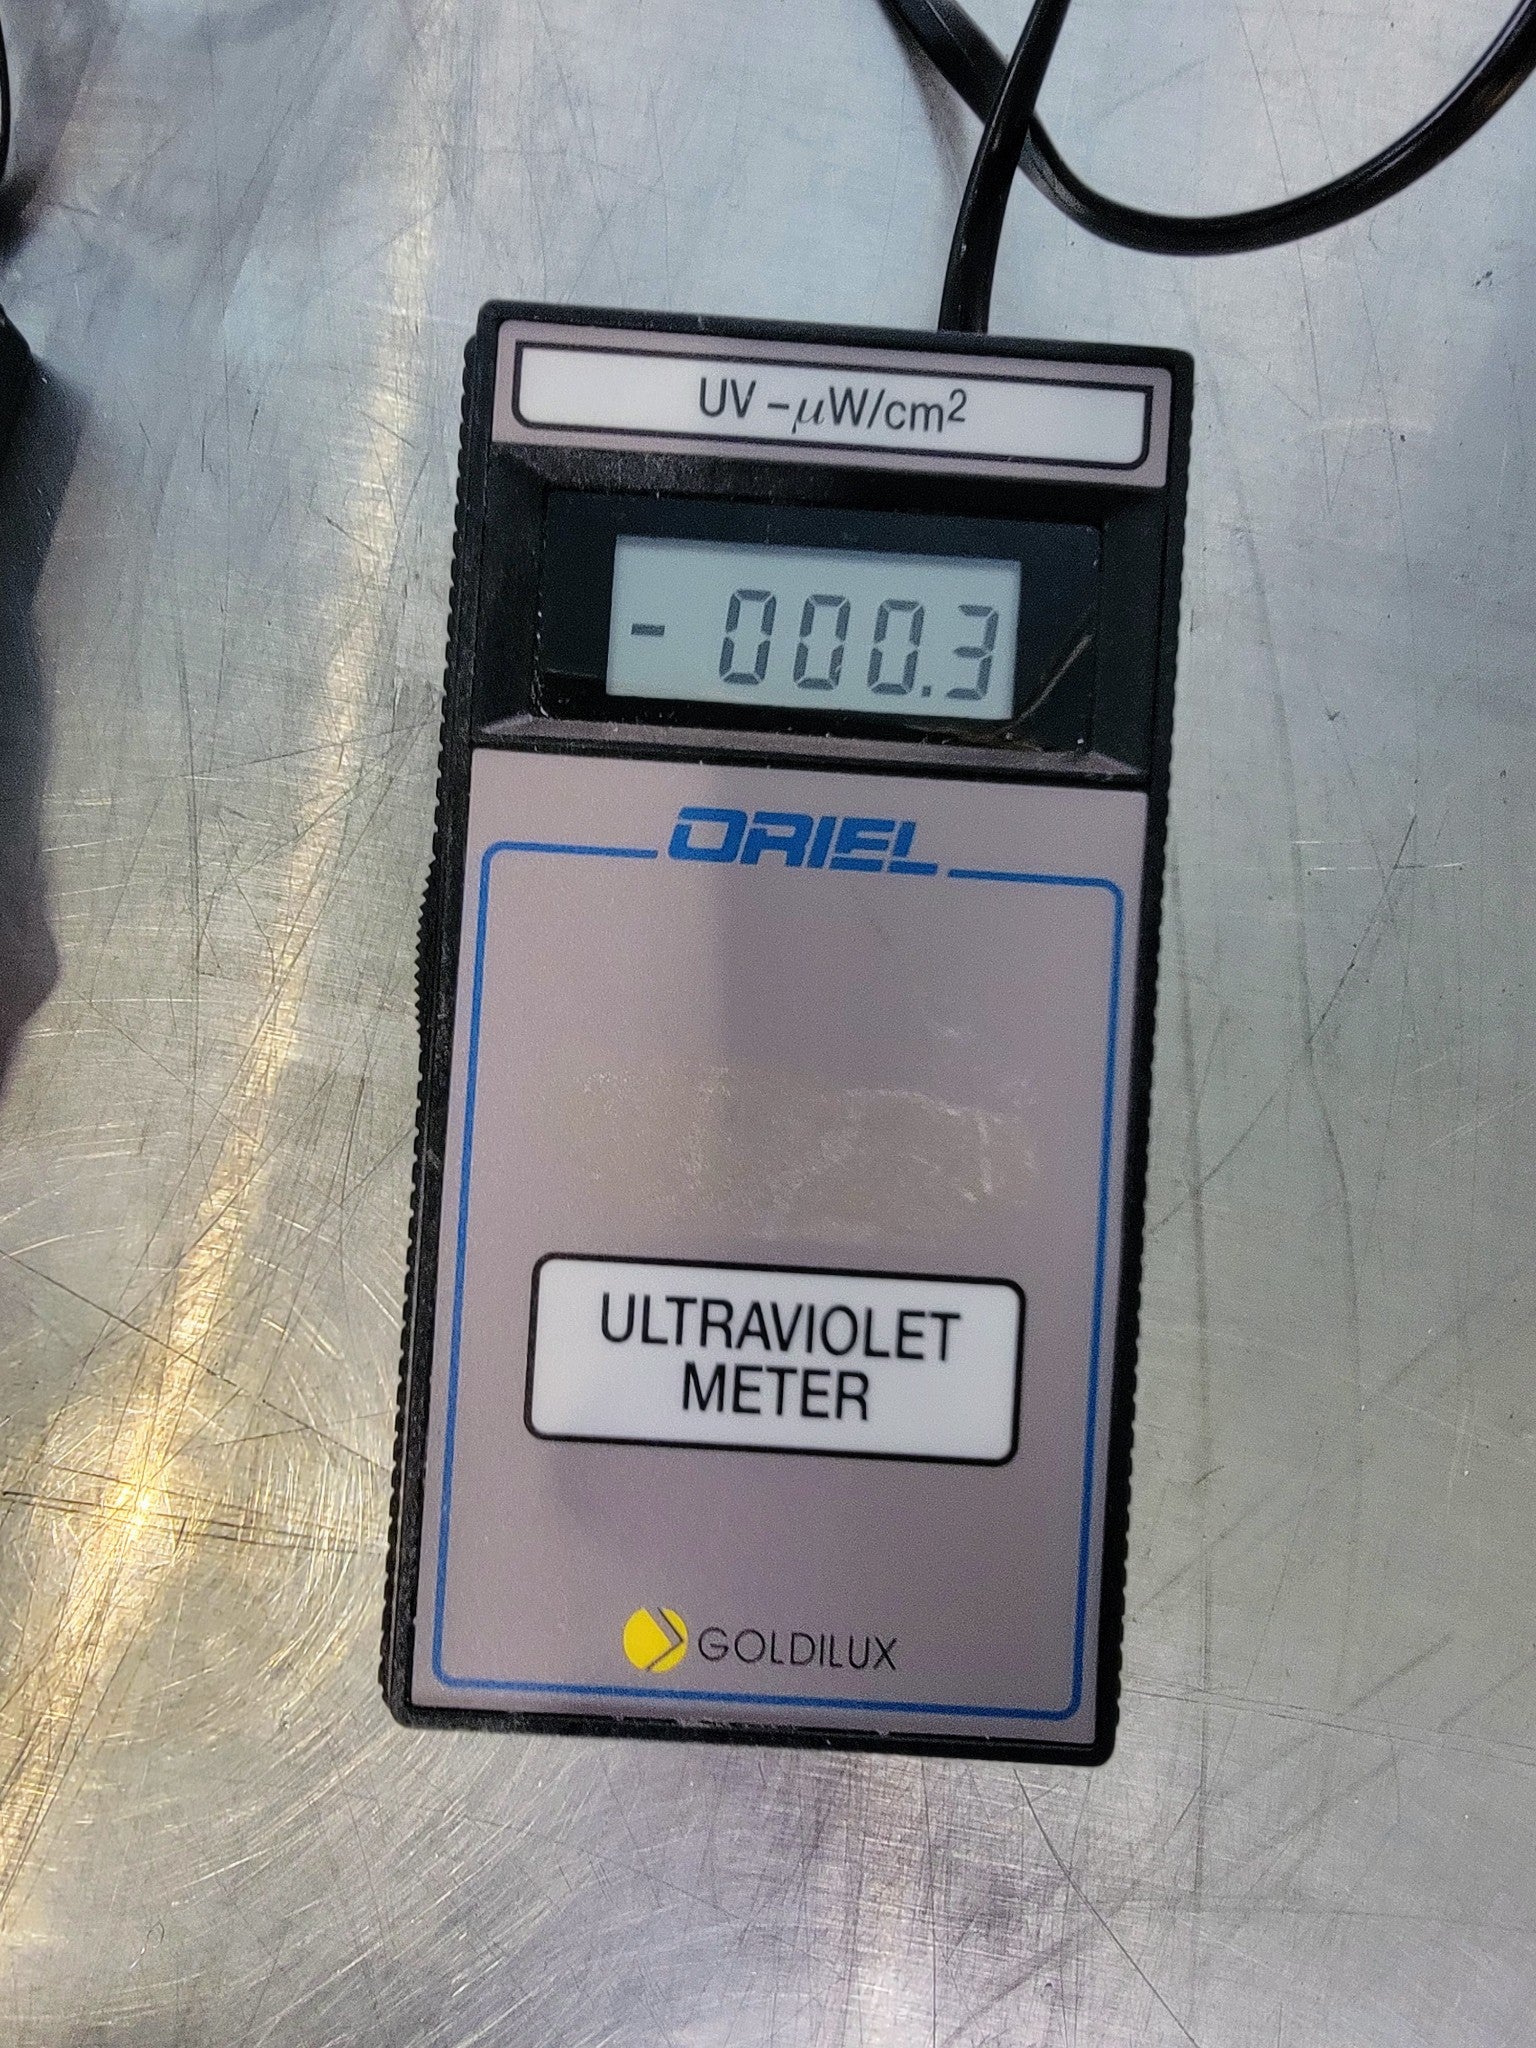 UV-μW/cm²
- 000.3
ORIEL
ULTRAVIOLET
METER
GOLDILUX